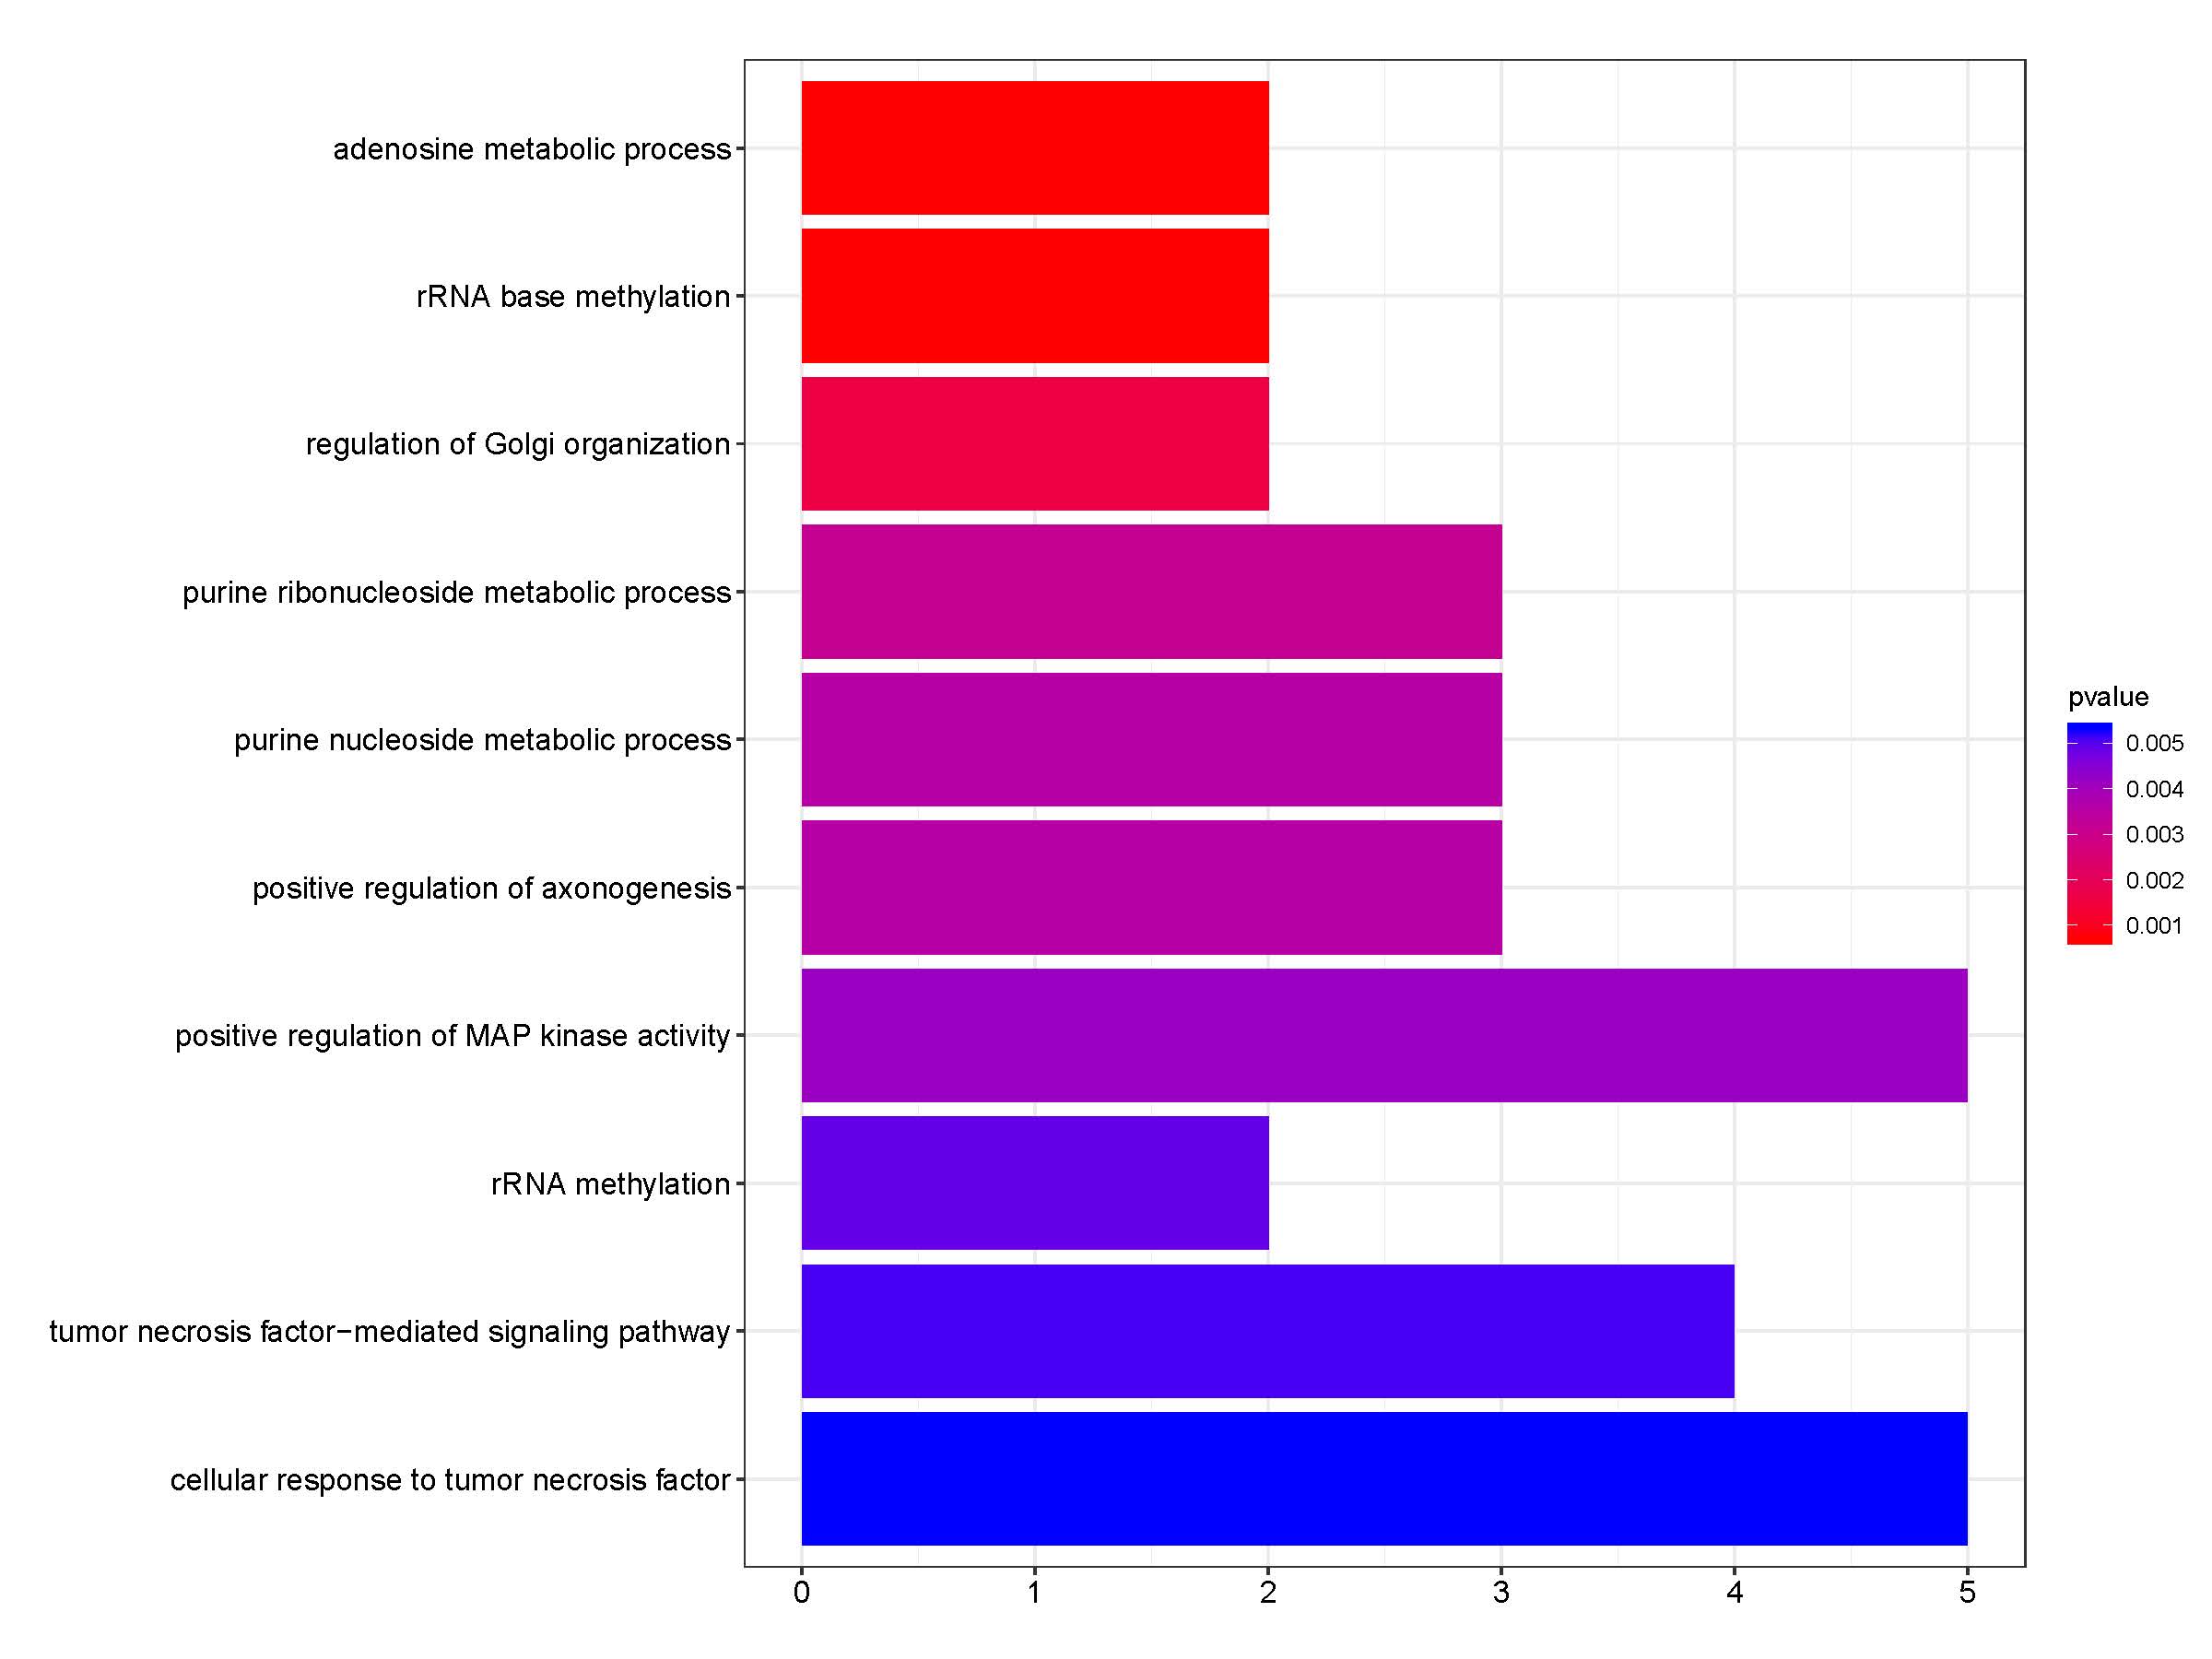 adenosine metabolic process
rRNA base methylation
regulation of Golgi organization
purine ribonucleoside metabolic process
purine nucleoside metabolic process
positive regulation of axonogenesis
positive regulation of MAP kinase activity
rRNA methylation
tumor necrosis factor−mediated signaling pathway
cellular response to tumor necrosis factor
0 1 2 3 4 5
pvalue
0.005
0.004
0.003
0.002
0.001